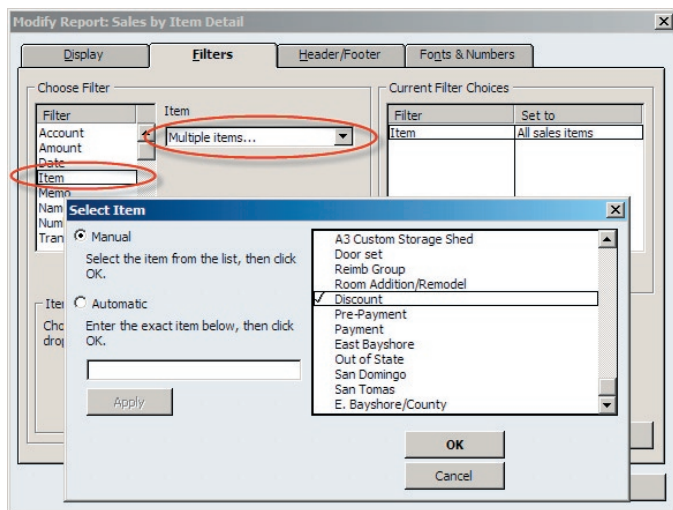 Modify Report: Sales by Item Detail
Display
Filters
Header/Footer
Fonts & Numbers
Choose Filter
Filter
Account
Amount
Date
Item
Memo
Item
Multiple items...
Current Filter Choices
Filter Set to
Item All sales items
Select Item
Manual
Select the item from the list, then click
OK.
Automatic
Enter the exact item below, then click
OK.
Apply
A3 Custom Storage Shed
Door set
Reimb Group
Room Addition/Remodel
Discount
Pre-Payment
Payment
East Bayshore
Out of State
San Domingo
San Tomas
E. Bayshore/County
OK
Cancel